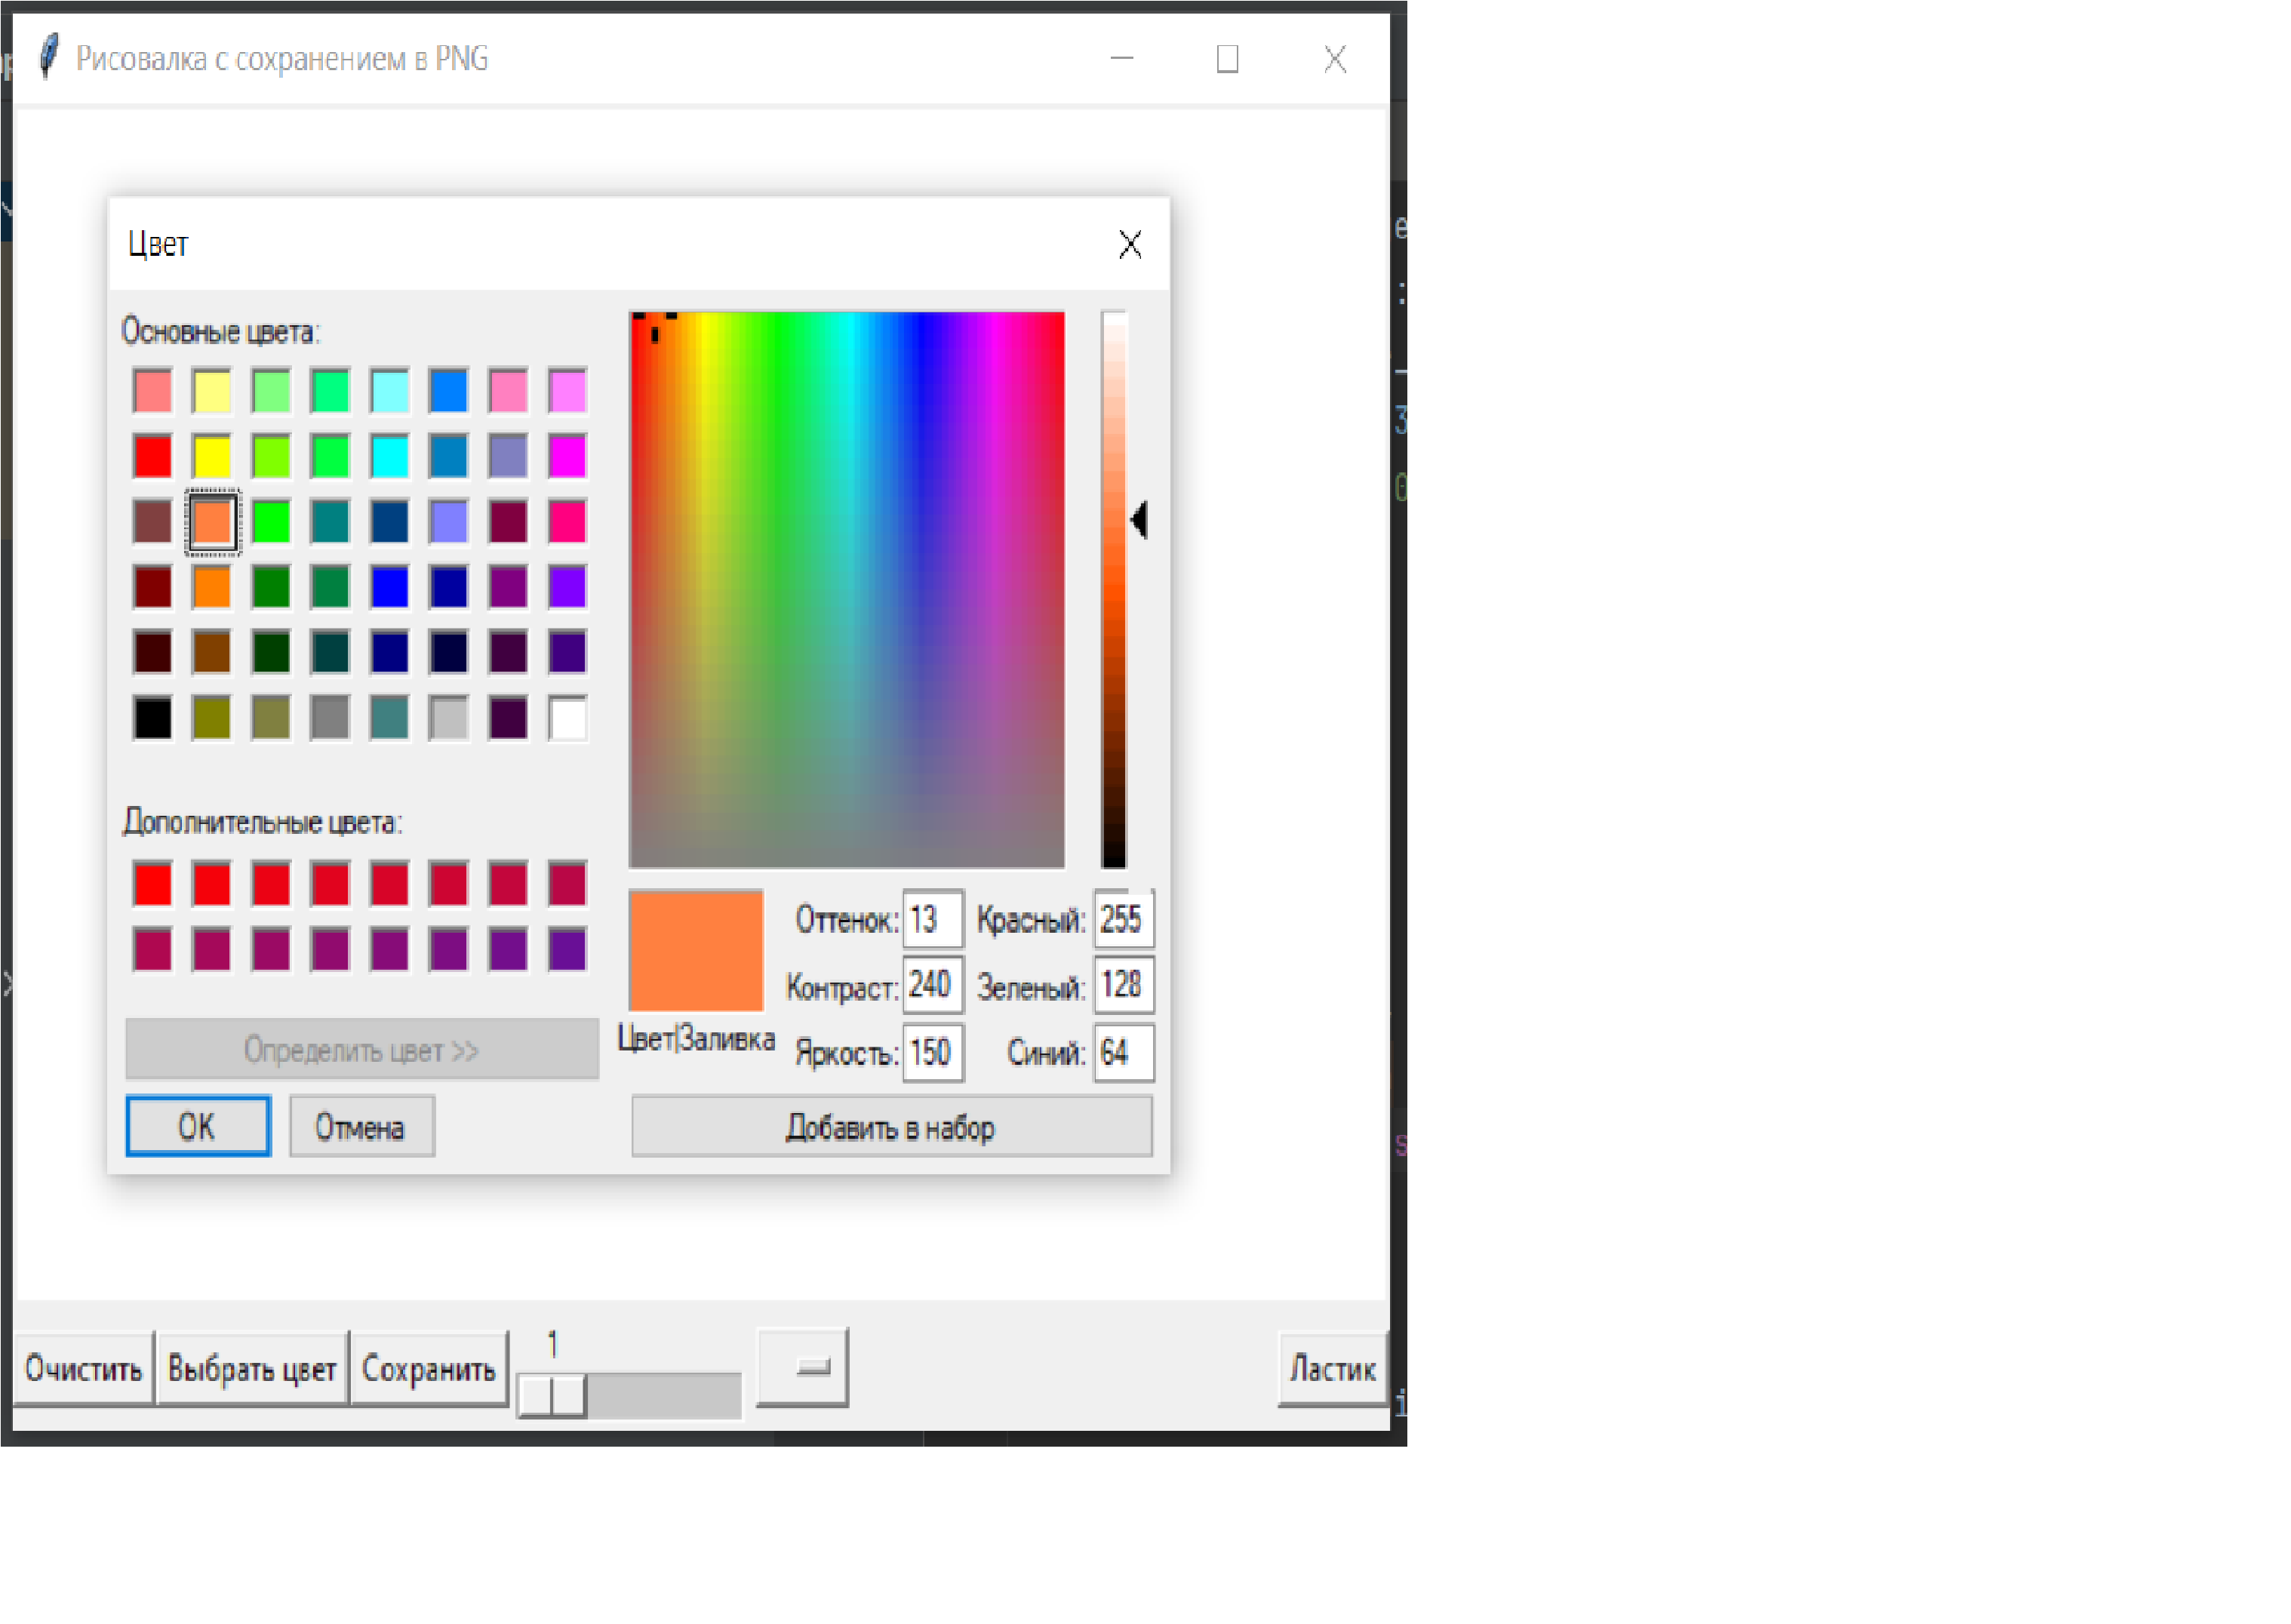 Рисовалка с сохранением в PNG
Цвет
Основные цвета:
Дополнительные цвета:
Определить цвет >>
OK
Отмена
Цвет|Заливка
Оттенок: 13
Красный: 255
Контраст: 240
Зеленый: 128
Яркость: 150
Синий: 64
Добавить в набор
1
Очистить
Выбрать цвет
Сохранить
Ластик